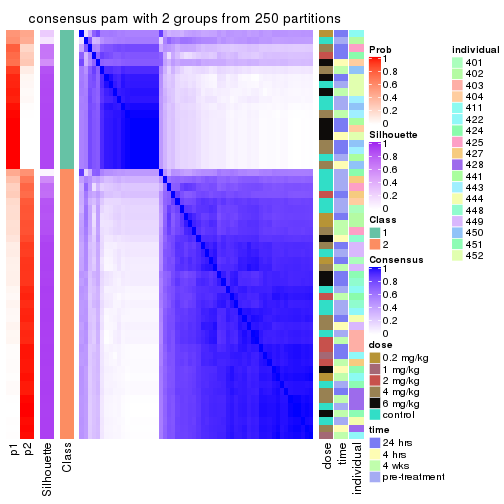 consensus pam with 2 groups from 250 partitions
p1
p2
Silhouette
Class
dose
time
individual
Prob
1
0.8
0.6
0.4
0.2
0
Silhouette
1
0.8
0.6
0.4
0.2
0
Class
1
2
Consensus
1
0.8
0.6
0.4
0.2
0
dose
0.2 mg/kg
1 mg/kg
2 mg/kg
4 mg/kg
6 mg/kg
control
time
24 hrs
4 hrs
4 wks
pre-treatment
individual
401
402
403
404
411
422
424
425
427
428
441
443
444
448
449
450
451
452